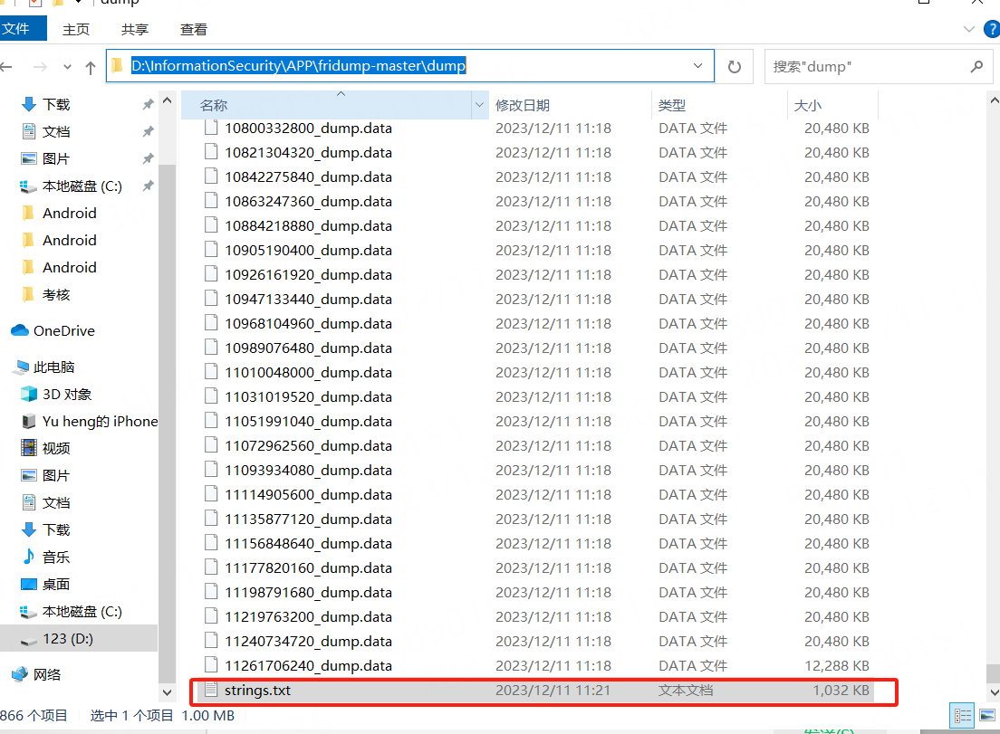 dump
文件 主页 共享 查看
D:\InformationSecurity\APP\fridump-master\dump 搜索"dump"
下载
文档
图片
本地磁盘 (C:)
Android
Android
Android
考核
OneDrive
此电脑
3D 对象
Yu heng的 iPhone
视频
图片
文档
下载
音乐
桌面
本地磁盘 (C:)
123 (D:)
网络
名称 修改日期 类型 大小
10800332800_dump.data 2023/12/11 11:18 DATA 文件 20,480 KB
10821304320_dump.data 2023/12/11 11:18 DATA 文件 20,480 KB
10842275840_dump.data 2023/12/11 11:18 DATA 文件 20,480 KB
10863247360_dump.data 2023/12/11 11:18 DATA 文件 20,480 KB
10884218880_dump.data 2023/12/11 11:18 DATA 文件 20,480 KB
10905190400_dump.data 2023/12/11 11:18 DATA 文件 20,480 KB
10926161920_dump.data 2023/12/11 11:18 DATA 文件 20,480 KB
10947133440_dump.data 2023/12/11 11:18 DATA 文件 20,480 KB
10968104960_dump.data 2023/12/11 11:18 DATA 文件 20,480 KB
10989076480_dump.data 2023/12/11 11:18 DATA 文件 20,480 KB
11010048000_dump.data 2023/12/11 11:18 DATA 文件 20,480 KB
11031019520_dump.data 2023/12/11 11:18 DATA 文件 20,480 KB
11051991040_dump.data 2023/12/11 11:18 DATA 文件 20,480 KB
11072962560_dump.data 2023/12/11 11:18 DATA 文件 20,480 KB
11093934080_dump.data 2023/12/11 11:18 DATA 文件 20,480 KB
11114905600_dump.data 2023/12/11 11:18 DATA 文件 20,480 KB
11135877120_dump.data 2023/12/11 11:18 DATA 文件 20,480 KB
11156848640_dump.data 2023/12/11 11:18 DATA 文件 20,480 KB
11177820160_dump.data 2023/12/11 11:18 DATA 文件 20,480 KB
11198791680_dump.data 2023/12/11 11:18 DATA 文件 20,480 KB
11219763200_dump.data 2023/12/11 11:18 DATA 文件 20,480 KB
11240734720_dump.data 2023/12/11 11:18 DATA 文件 20,480 KB
11261706240_dump.data 2023/12/11 11:18 DATA 文件 12,288 KB
strings.txt 2023/12/11 11:21 文本文档 1,032 KB
866 个项目 选中 1 个项目 1.00 MB